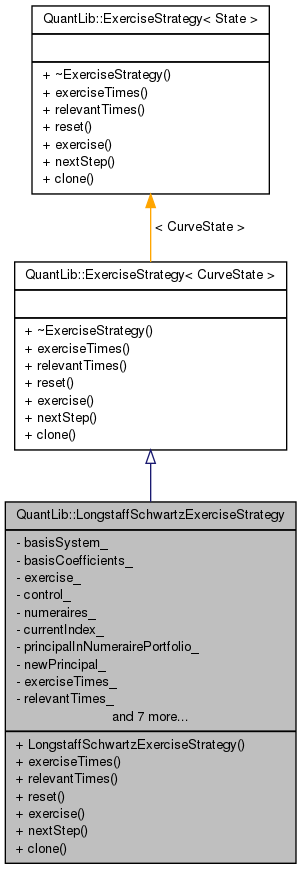 QuantLib::ExerciseStrategy< State >
+ ~ExerciseStrategy()
+ exerciseTimes()
+ relevantTimes()
+ reset()
+ exercise()
+ nextStep()
+ clone()
< CurveState >
QuantLib::ExerciseStrategy< CurveState >
+ ~ExerciseStrategy()
+ exerciseTimes()
+ relevantTimes()
+ reset()
+ exercise()
+ nextStep()
+ clone()
QuantLib::LongstaffSchwartzExerciseStrategy
- basisSystem_
- basisCoefficients_
- exercise_
- control_
- numeraires_
- currentIndex_
- principalInNumerairePortfolio_
- newPrincipal_
- exerciseTimes_
- relevantTimes_
and 7 more...
+ LongstaffSchwartzExerciseStrategy()
+ exerciseTimes()
+ relevantTimes()
+ reset()
+ exercise()
+ nextStep()
+ clone()